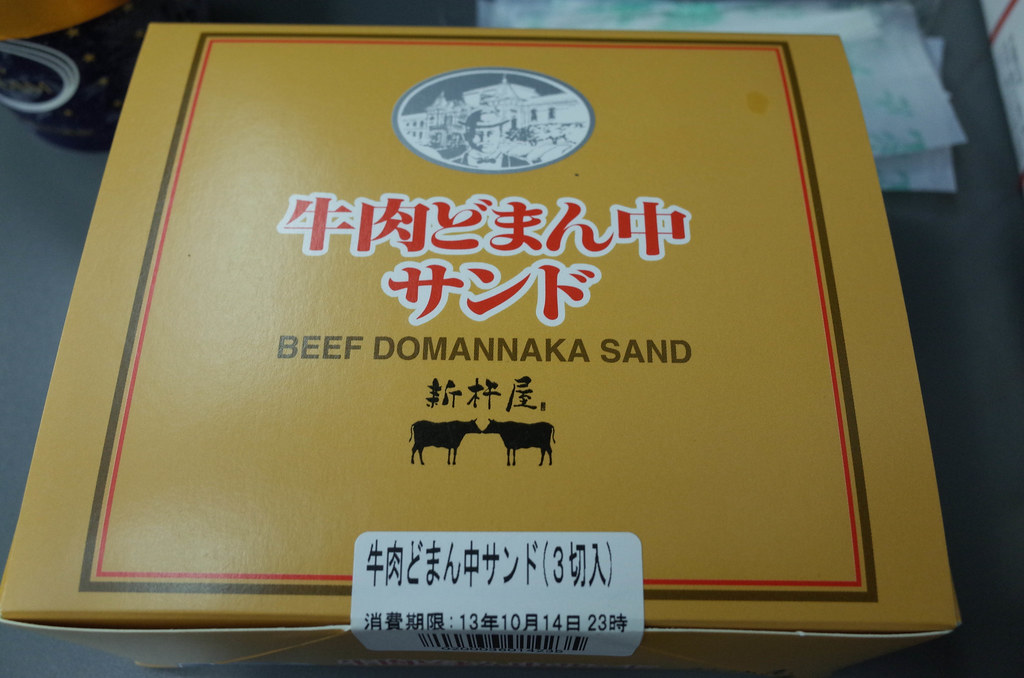 牛肉どまん中
サンド
BEEF DOMANNAKA SAND
新杵屋
牛肉どまん中サンド(3切入)
消費期限:13年10月14日 23時